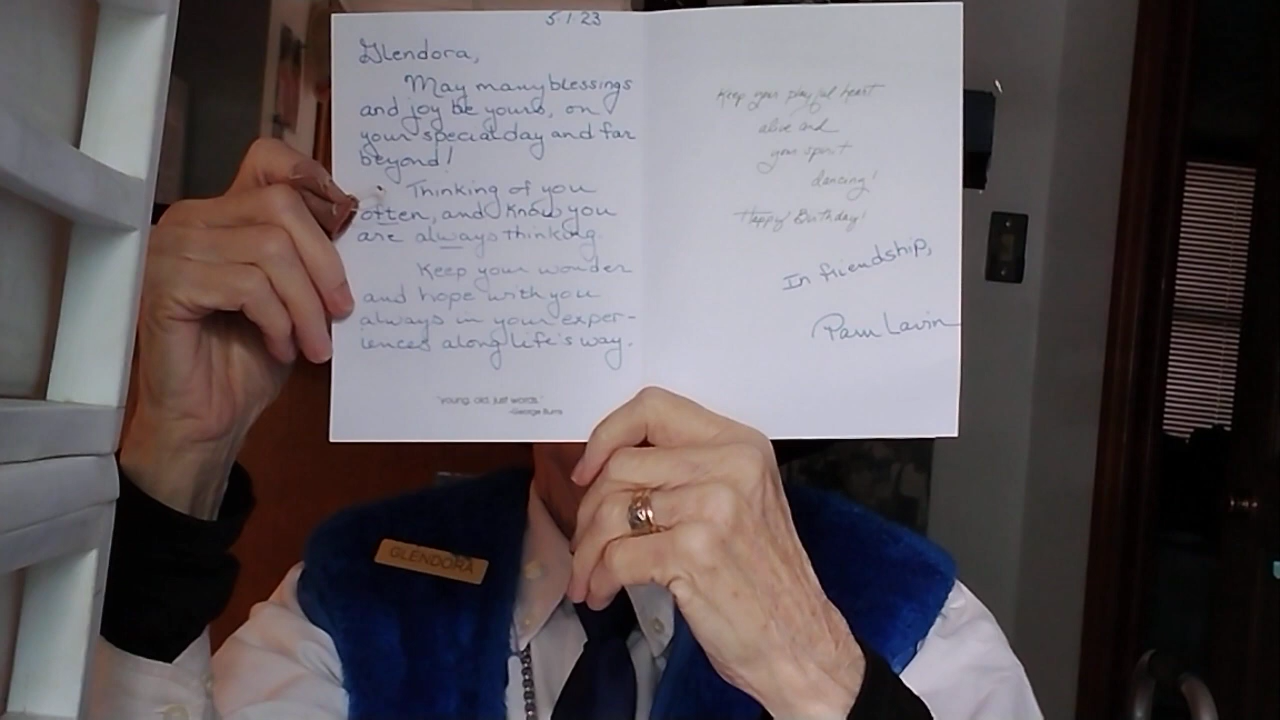 5/1/23
Glendora,
May many blessings
and joy be yours, on
your special day and far
beyond!
Thinking of you
often, and know you
are always thinking.
Keep your wonder
and hope with you
always in your exper-
iences along life's way.
"young. old. just words."
-George Burns
Keep your playful heart
alive and
your spirit
dancing!
Happy Birthday!
In friendship,
Pam Lavin
GLENDORA